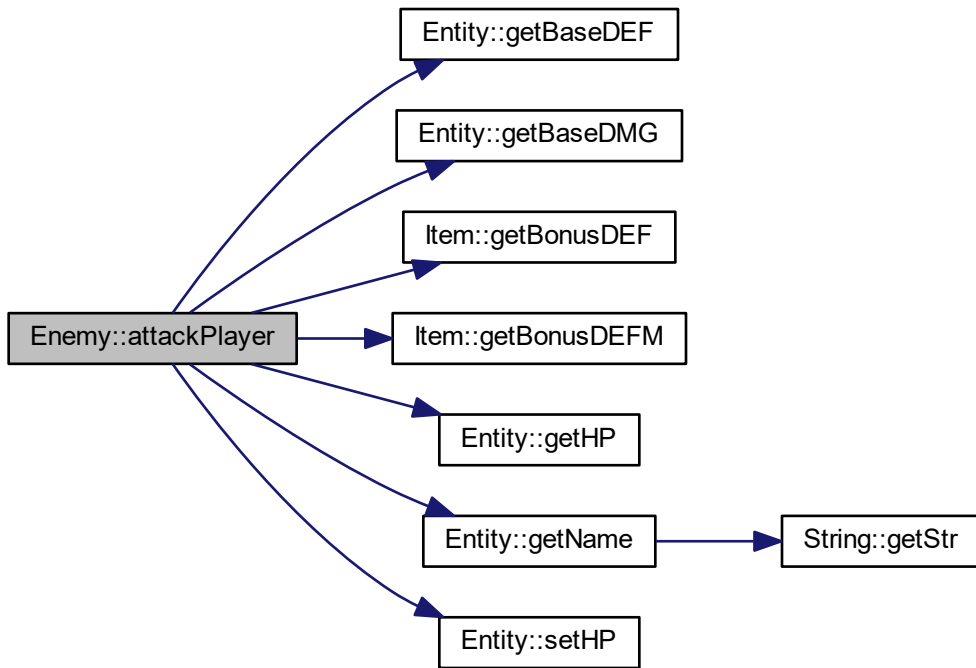 Entity::getBaseDEF
Entity::getBaseDMG
Item::getBonusDEF
Enemy::attackPlayer
Item::getBonusDEFM
Entity::getHP
Entity::getName
String::getStr
Entity::setHP